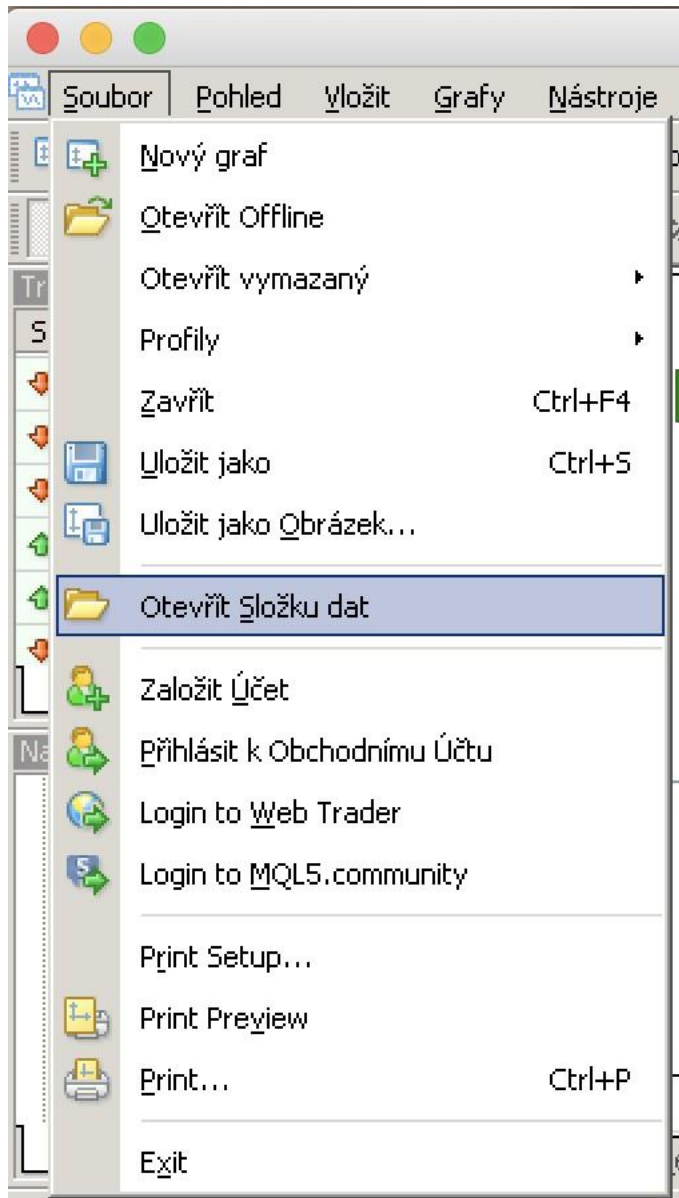 Soubor Pohled Vložit Grafy Nástroje
Nový graf
Otevřít Offline
Otevřít vymazaný
Profily
Zavřít Ctrl+F4
Uložit jako Ctrl+S
Uložit jako Obrázek...
Otevřít Složku dat
Založit Účet
Přihlásit k Obchodnímu Účtu
Login to Web Trader
Login to MQL5.community
Print Setup...
Print Preview
Print... Ctrl+P
Exit